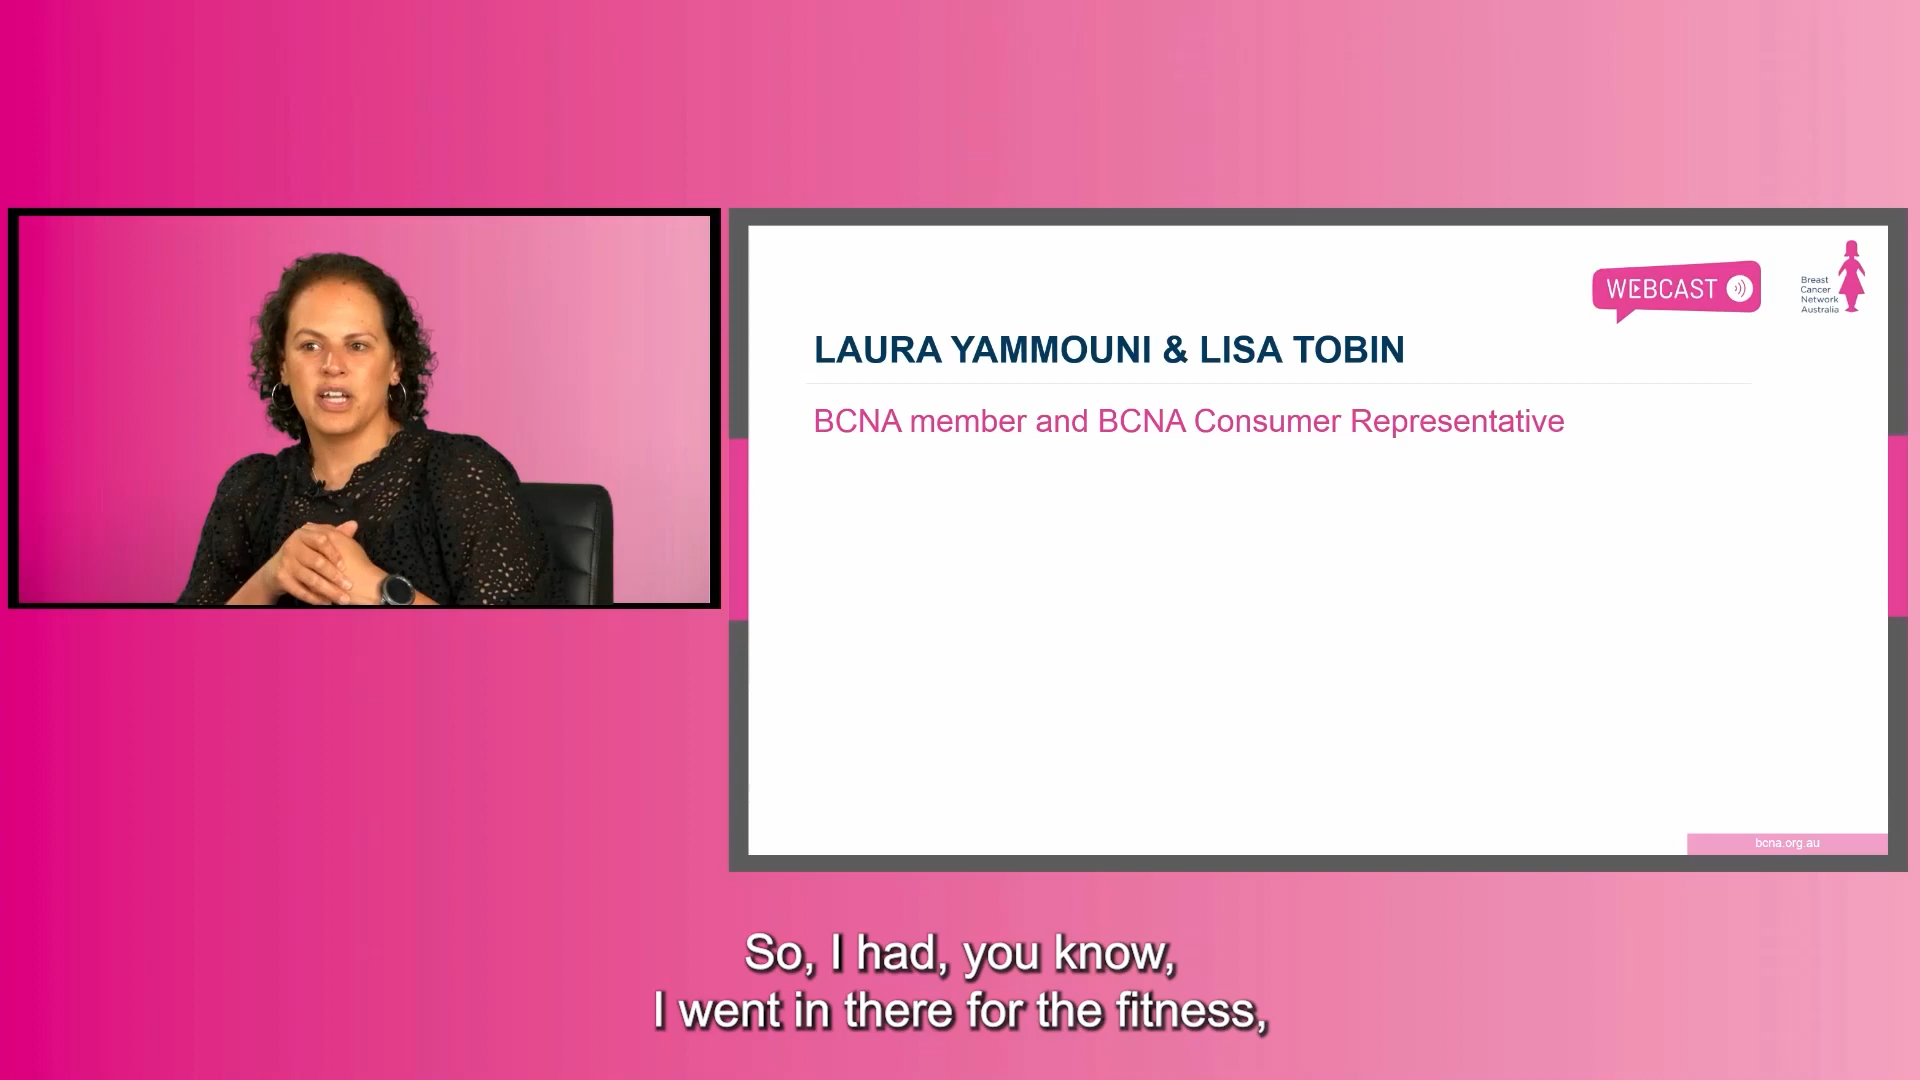 WEBCAST
Breast
Cancer
Network
Australia
LAURA YAMMOUNI & LISA TOBIN
BCNA member and BCNA Consumer Representative
bcna.org.au
So, I had, you know,
I went in there for the fitness,